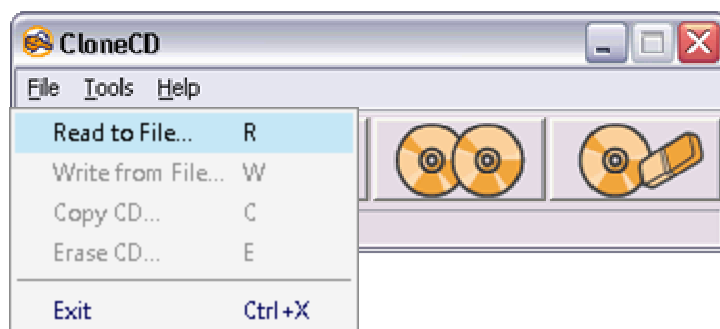 CloneCD
File Tools Help
Read to File... R
Write from File... W
Copy CD... C
Erase CD... E
Exit Ctrl+X